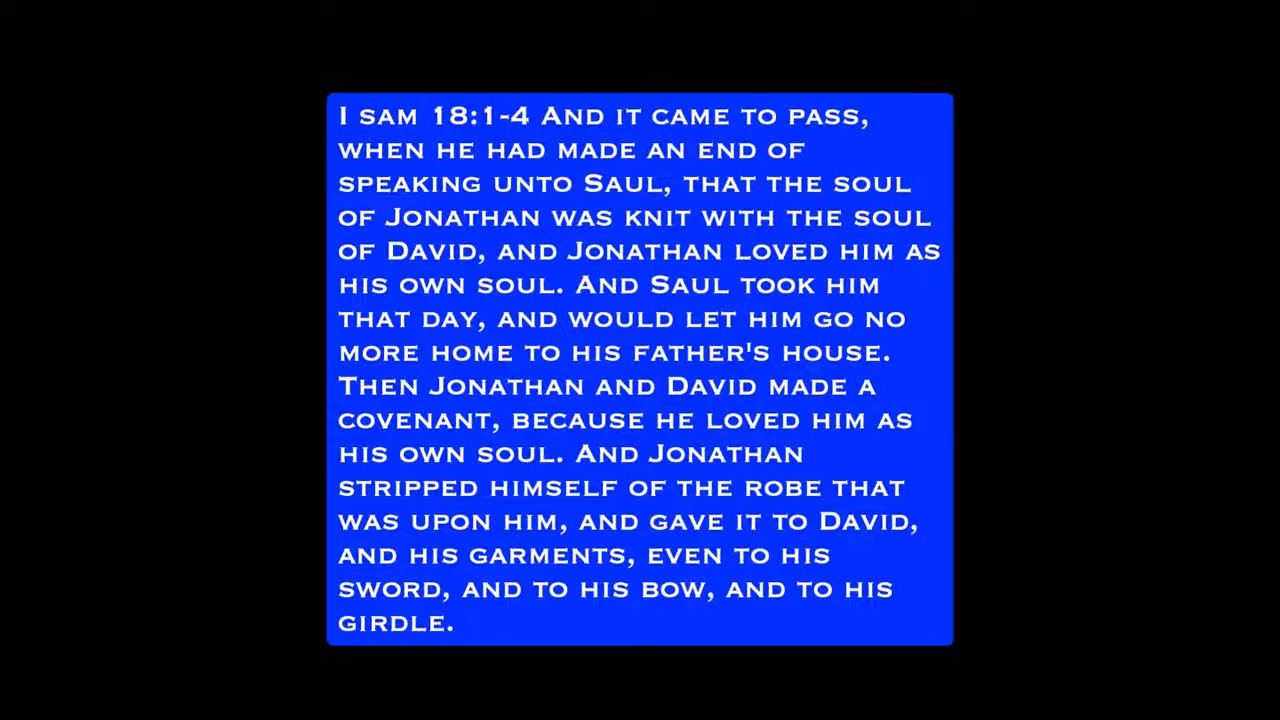 I sam 18:1-4 And it came to pass,
when he had made an end of
speaking unto Saul, that the soul
of Jonathan was knit with the soul
of David, and Jonathan loved him as
his own soul. And Saul took him
that day, and would let him go no
more home to his father's house.
Then Jonathan and David made a
covenant, because he loved him as
his own soul. And Jonathan
stripped himself of the robe that
was upon him, and gave it to David,
and his garments, even to his
sword, and to his bow, and to his
girdle.